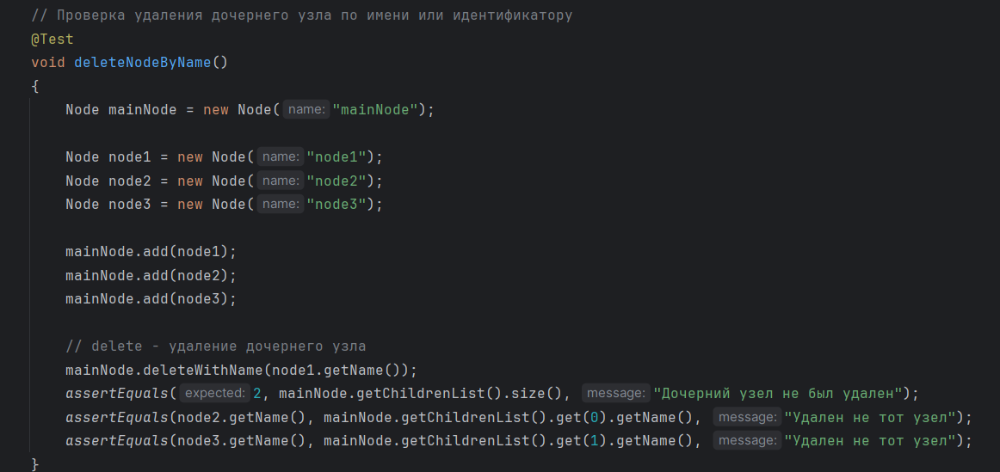 // Проверка удаления дочернего узла по имени или идентификатору
@Test
void deleteNodeByName()
{
Node mainNode = new Node( name: "mainNode");
Node node1 = new Node( name: "node1");
Node node2 = new Node( name: "node2");
Node node3 = new Node( name: "node3");
mainNode.add(node1);
mainNode.add(node2);
mainNode.add(node3);
// delete - удаление дочернего узла
mainNode.deleteWithName(node1.getName());
assertEquals( expected: 2, mainNode.getChildrenList().size(), message: "Дочерний узел не был удален");
assertEquals(node2.getName(), mainNode.getChildrenList().get(0).getName(), message: "Удален не тот узел");
assertEquals(node3.getName(), mainNode.getChildrenList().get(1).getName(), message: "Удален не тот узел");
}